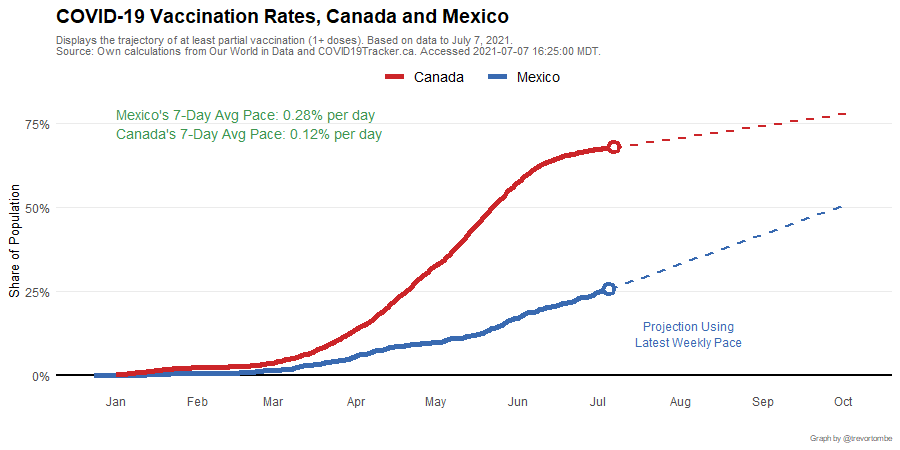 COVID-19 Vaccination Rates, Canada and Mexico
Displays the trajectory of at least partial vaccination (1+ doses). Based on data to July 7, 2021.
Source: Own calculations from Our World in Data and COVID19Tracker.ca. Accessed 2021-07-07 16:25:00 MDT.
Canada Mexico
Mexico's 7-Day Avg Pace: 0.28% per day
Canada's 7-Day Avg Pace: 0.12% per day
75%
50%
25%
0%
Share of Population
Projection Using
Latest Weekly Pace
Jan Feb Mar Apr May Jun Jul Aug Sep Oct
Graph by @trevortombe